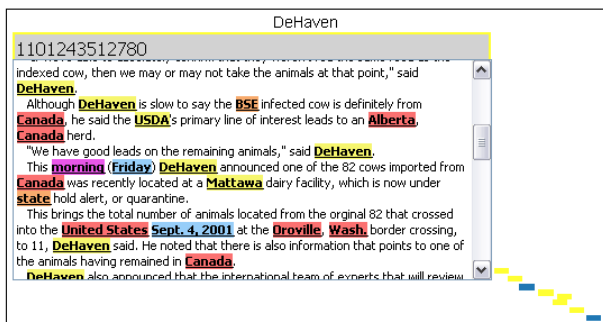 DeHaven
1101243512780
indexed cow, then we may or may not take the animals at that point," said
DeHaven.
Although DeHaven is slow to say the BSE infected cow is definitely from
Canada, he said the USDA's primary line of interest leads to an Alberta,
Canada herd.
"We have good leads on the remaining animals," said DeHaven.
This morning (Friday) DeHaven announced one of the 82 cows imported from
Canada was recently located at a Mattawa dairy facility, which is now under
state hold alert, or quarantine.
This brings the total number of animals located from the orginal 82 that crossed
into the United States Sept. 4, 2001 at the Oroville, Wash. border crossing,
to 11, DeHaven said. He noted that there is also information that points to one of
the animals having remained in Canada.
DeHaven also announced that the international team of experts that will review